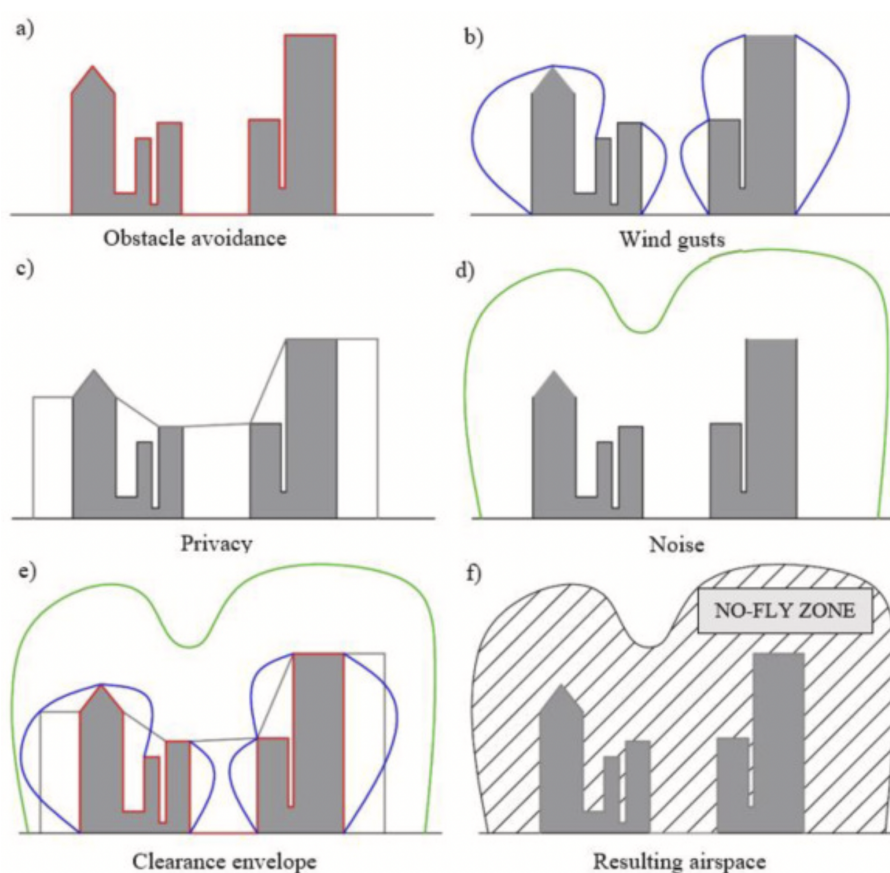 a)
b)
Obstacle avoidance
Wind gusts
c)
d)
Privacy
Noise
e)
f)
NO-FLY ZONE
Clearance envelope
Resulting airspace